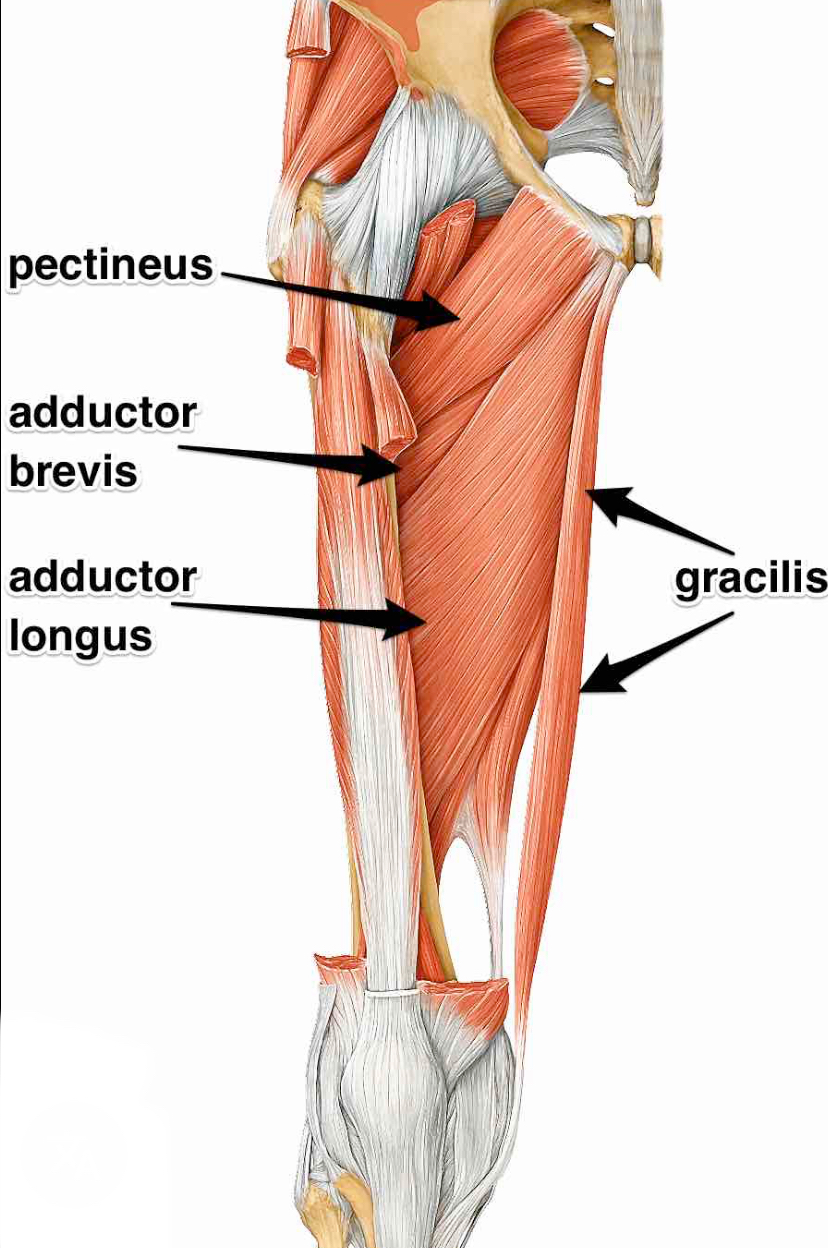 pectineus
adductor
brevis
adductor
longus
gracilis